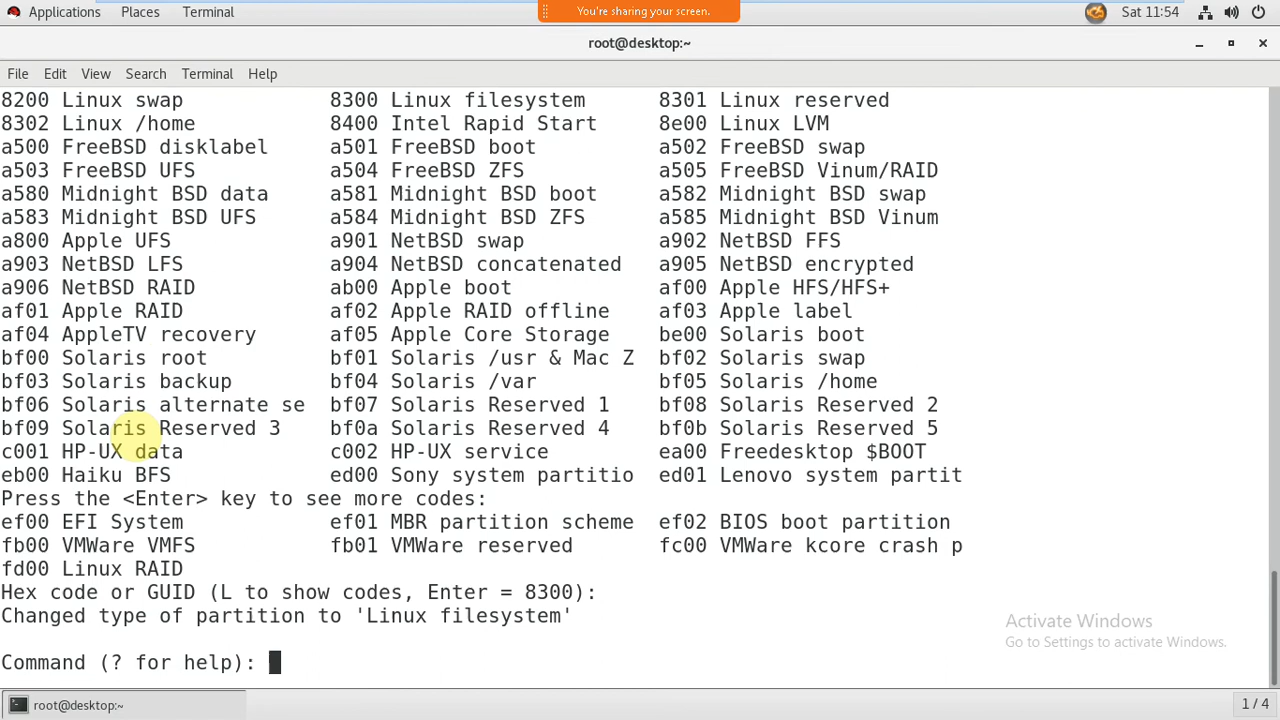 Applications Places Terminal You're sharing your screen. Sat 11:54
root@desktop:~
File Edit View Search Terminal Help
8200 Linux swap 8300 Linux filesystem 8301 Linux reserved
8302 Linux /home 8400 Intel Rapid Start 8e00 Linux LVM
a500 FreeBSD disklabel a501 FreeBSD boot a502 FreeBSD swap
a503 FreeBSD UFS a504 FreeBSD ZFS a505 FreeBSD Vinum/RAID
a580 Midnight BSD data a581 Midnight BSD boot a582 Midnight BSD swap
a583 Midnight BSD UFS a584 Midnight BSD ZFS a585 Midnight BSD Vinum
a800 Apple UFS a901 NetBSD swap a902 NetBSD FFS
a903 NetBSD LFS a904 NetBSD concatenated a905 NetBSD encrypted
a906 NetBSD RAID ab00 Apple boot af00 Apple HFS/HFS+
af01 Apple RAID af02 Apple RAID offline af03 Apple label
af04 AppleTV recovery af05 Apple Core Storage be00 Solaris boot
bf00 Solaris root bf01 Solaris /usr & Mac Z bf02 Solaris swap
bf03 Solaris backup bf04 Solaris /var bf05 Solaris /home
bf06 Solaris alternate se bf07 Solaris Reserved 1 bf08 Solaris Reserved 2
bf09 Solaris Reserved 3 bf0a Solaris Reserved 4 bf0b Solaris Reserved 5
c001 HP-UX data c002 HP-UX service ea00 Freedesktop $BOOT
eb00 Haiku BFS ed00 Sony system partitio ed01 Lenovo system partit
Press the <Enter> key to see more codes:
ef00 EFI System ef01 MBR partition scheme ef02 BIOS boot partition
fb00 VMWare VMFS fb01 VMWare reserved fc00 VMWare kcore crash p
fd00 Linux RAID
Hex code or GUID (L to show codes, Enter = 8300):
Changed type of partition to 'Linux filesystem'
Activate Windows
Go to Settings to activate Windows.
Command (? for help):
root@desktop:~ 1 / 4